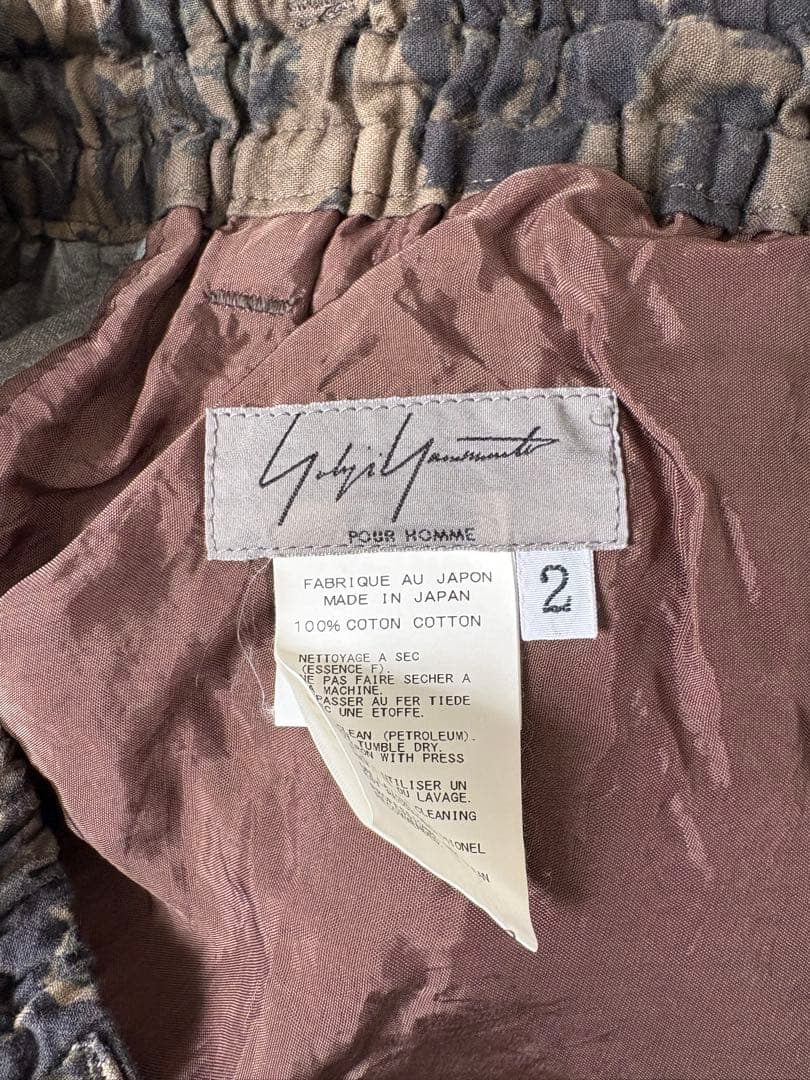 Yohji Yamamoto
POUR HOMME
2
FABRIQUE AU JAPON
MADE IN JAPAN
100% COTON COTTON
NETTOYAGE A SEC
(ESSENCE F).
NE PAS FAIRE SECHER A
MACHINE.
PASSER AU FER TIEDE
UNE ETOFFE.
(PETROLEUM).
TUMBLE DRY.
WITH PRESS
UTILISER UN
DU LAVAGE.
CLEANING